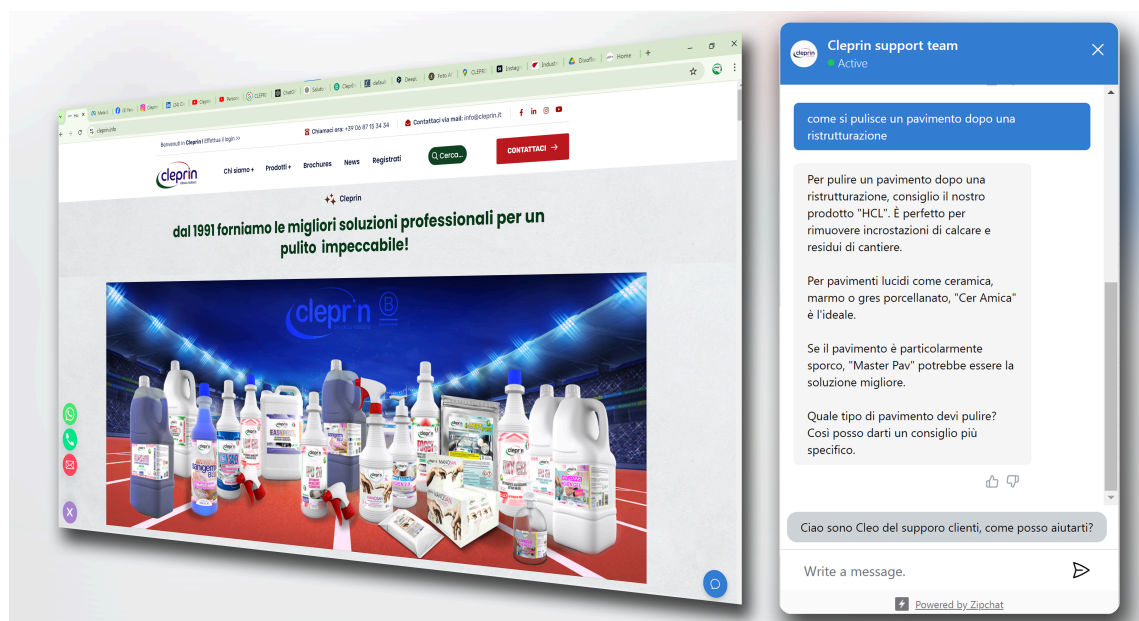 cleprin.info
Benvenuti in Cleprin ! Effettua il login >>
Chiamaci ora: +39 06 87 15 34 34
Contattaci via mail: info@cleprin.it
cleprin
Chi siamo +
Prodotti +
Brochures
News
Registrati
Cerca...
CONTATTACI
Cleprin
dal 1991 forniamo le migliori soluzioni professionali per un
pulito impeccabile!
clepr n
B
X
cleprin
Cleprin support team
Active
come si pulisce un pavimento dopo una
ristrutturazione
Per pulire un pavimento dopo una
ristrutturazione, consiglio il nostro
prodotto "HCL". È perfetto per
rimuovere incrostazioni di calcare e
residui di cantiere.
Per pavimenti lucidi come ceramica,
marmo o gres porcellanato, "Cer Amica"
è l'ideale.
Se il pavimento è particolarmente
sporco, "Master Pav" potrebbe essere la
soluzione migliore.
Quale tipo di pavimento devi pulire?
Così posso darti un consiglio più
specifico.
Ciao sono Cleo del supporo clienti, come posso aiutarti?
Write a message.
Powered by Zipchat